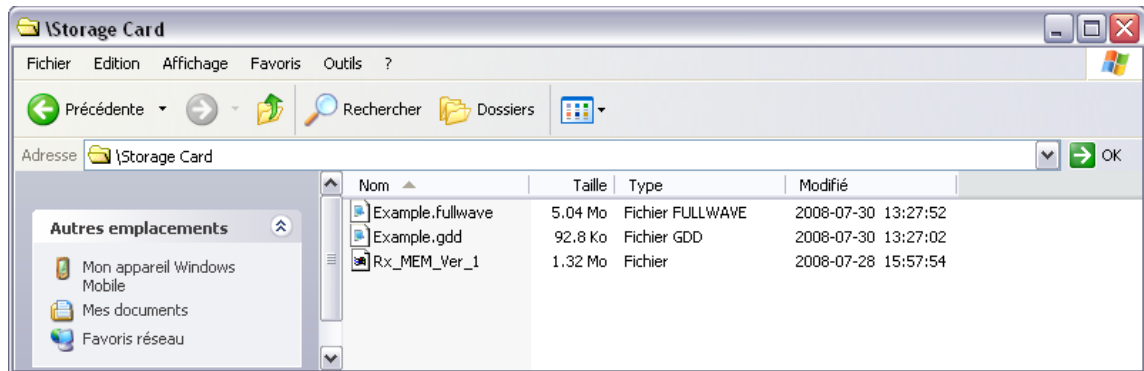 \Storage Card
Fichier Edition Affichage Favoris Outils ?
Précédente Rechercher Dossiers
Adresse \Storage Card OK
Nom Taille Type Modifié
Example.fullwave 5.04 Mo Fichier FULLWAVE 2008-07-30 13:27:52
Example.gdd 92.8 Ko Fichier GDD 2008-07-30 13:27:02
Rx_MEM_Ver_1 1.32 Mo Fichier 2008-07-28 15:57:54
Autres emplacements
Mon appareil Windows
Mobile
Mes documents
Favoris réseau